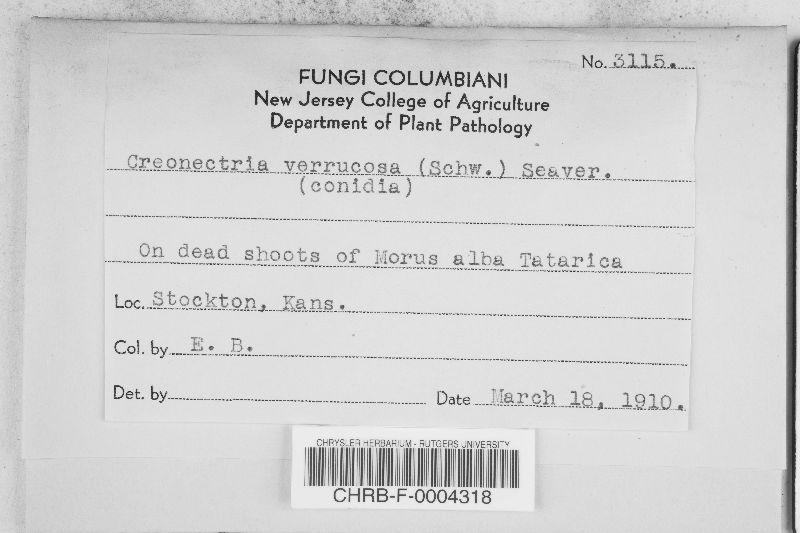 No. 3115.
FUNGI COLUMBIANI
New Jersey College of Agriculture
Department of Plant Pathology
Creonectria verrucosa (Schw.) Seaver.
(conidia)
On dead shoots of Morus alba Tatarica
Loc. Stockton, Kans.
Col. by E. B.
Det. by
Date March 18, 1910.
CHRYSLER HERBARIUM - RUTGERS UNIVERSITY
CHRB-F-0004318